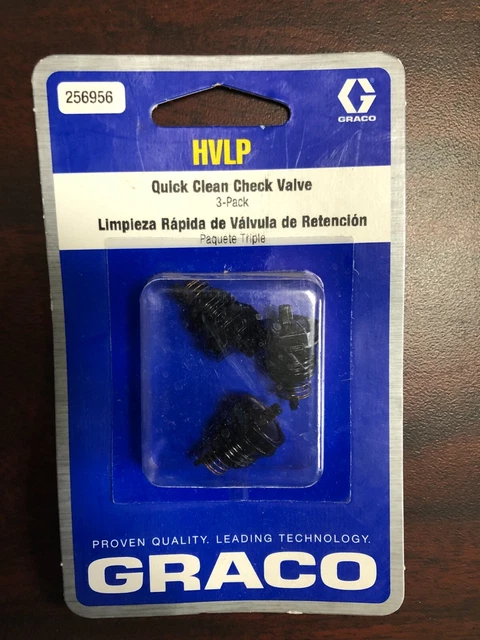 256956
GRACO
HVLP
Quick Clean Check Valve
3-Pack
Limpieza Rápida de Válvula de Retención
Paquete Triple
PROVEN QUALITY. LEADING TECHNOLOGY.
GRACO